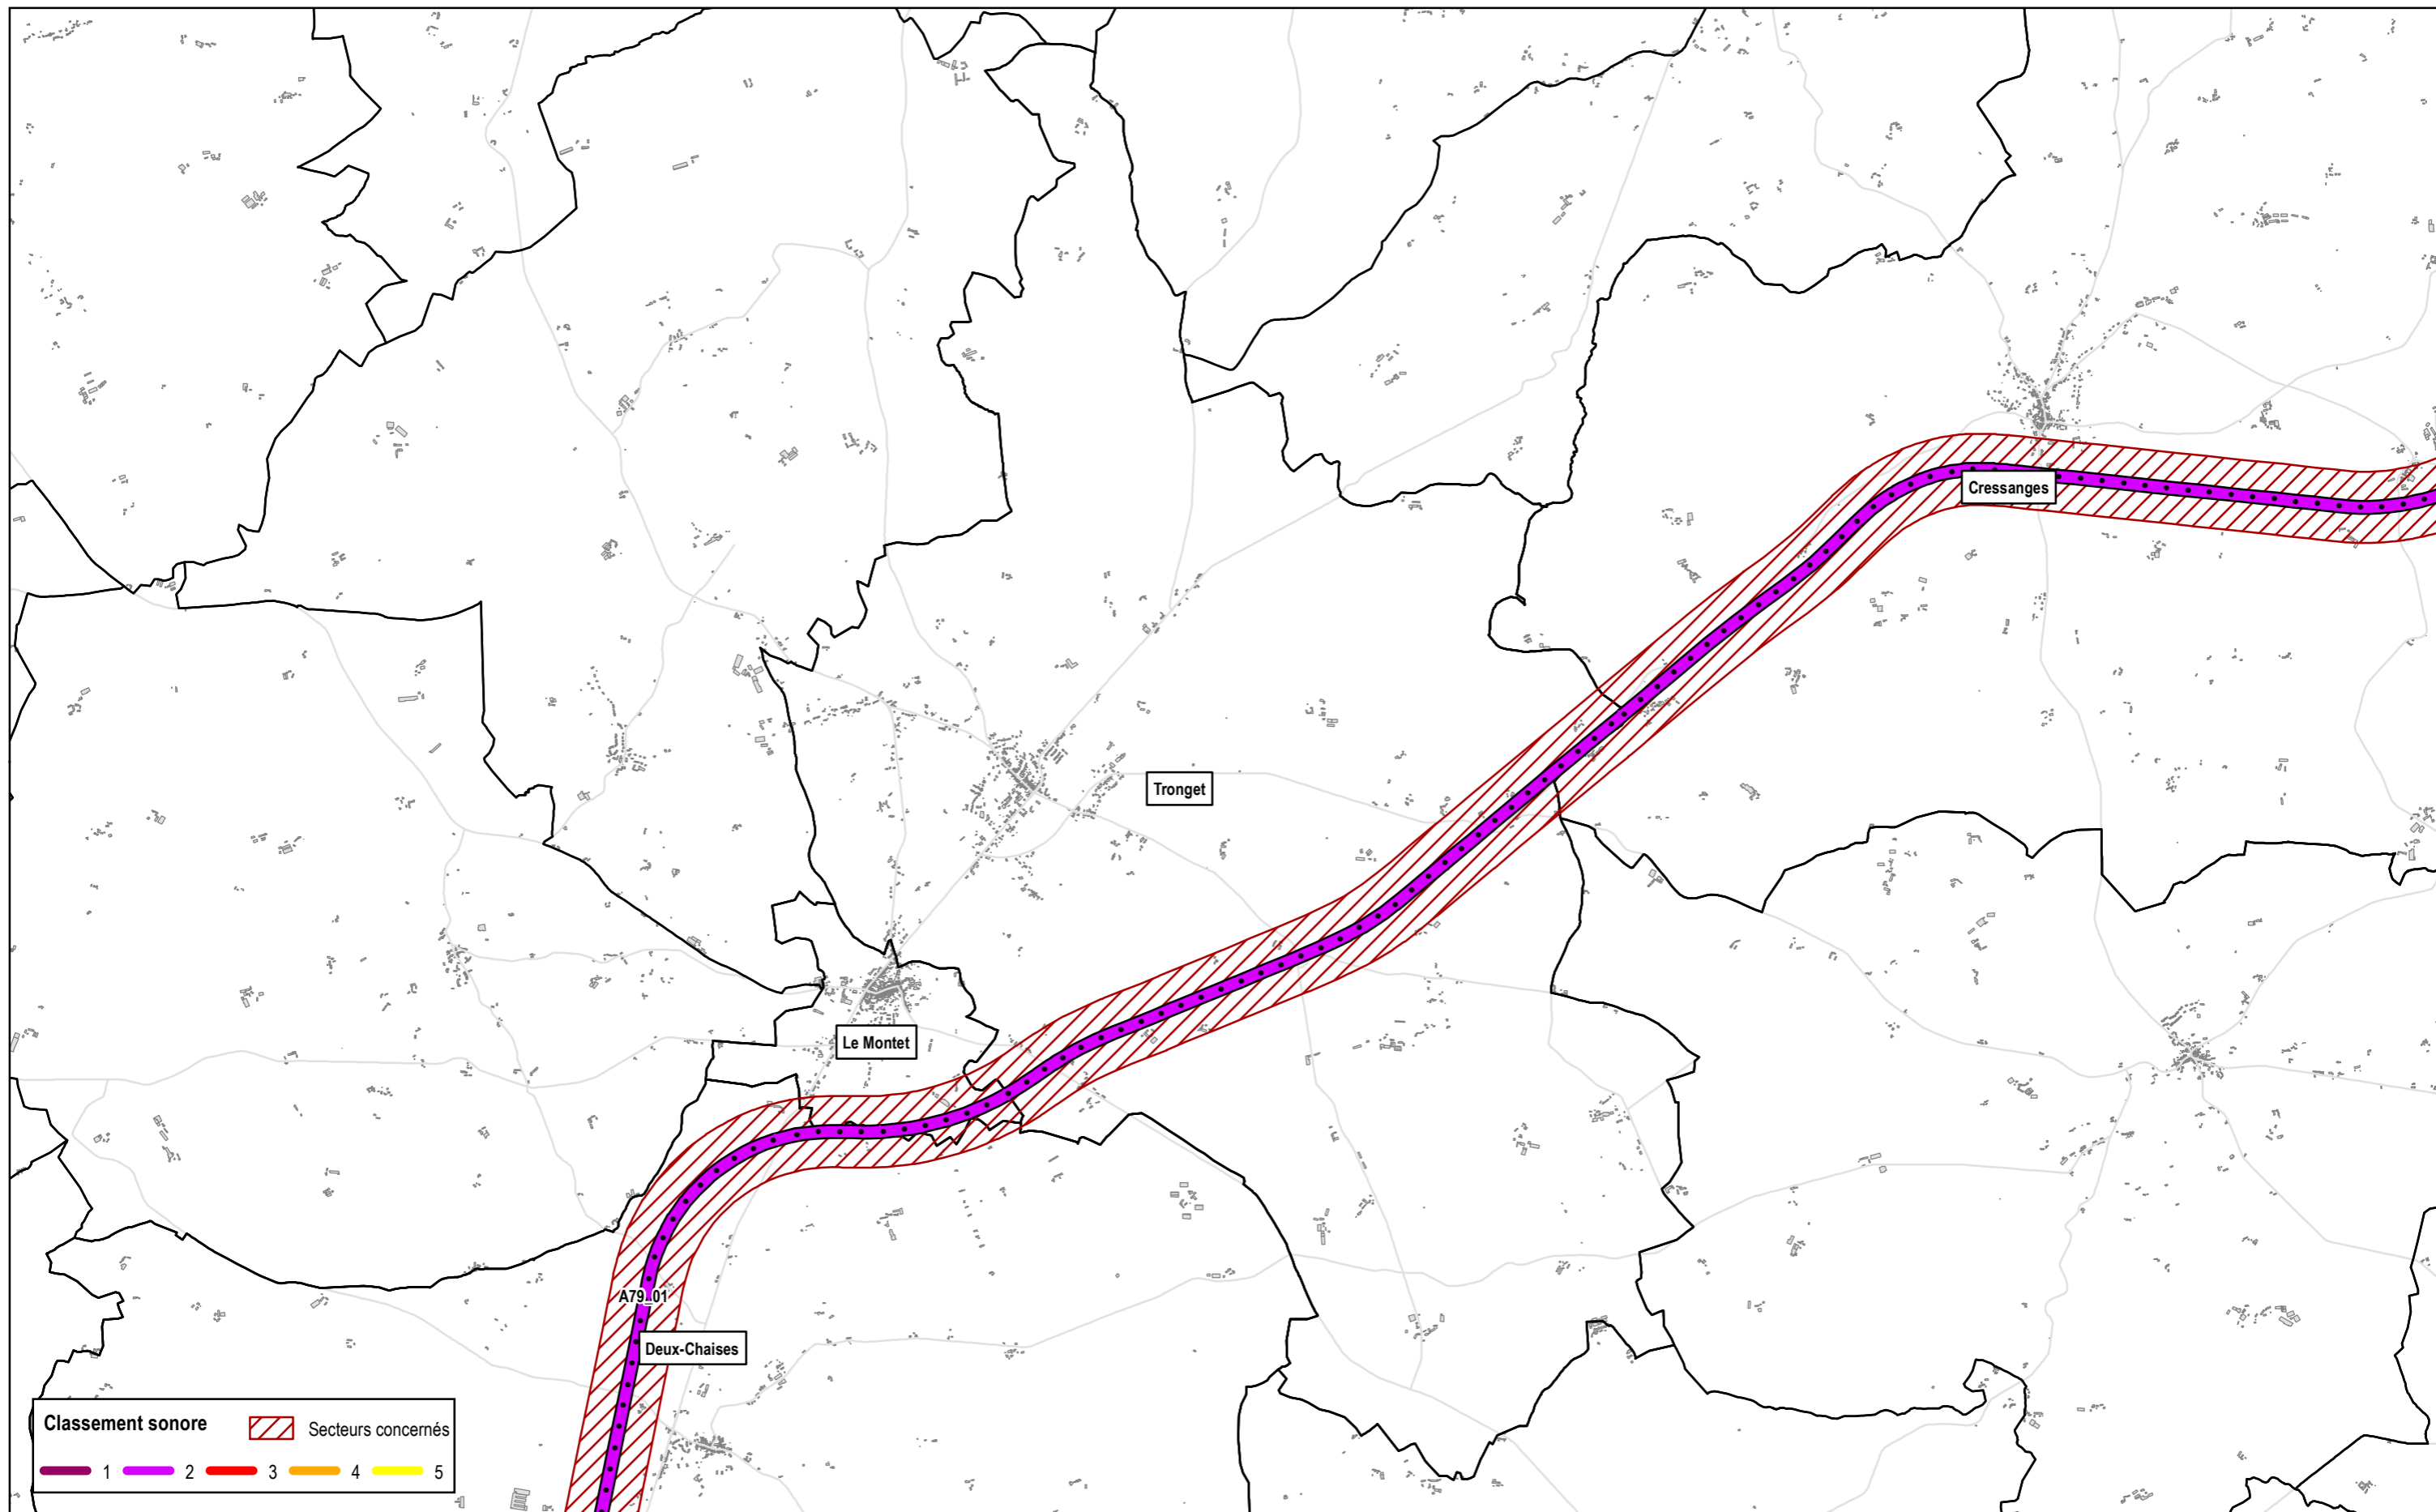 Cressanges
Tronget
Le Montet
A79_01
Deux-Chaises
Classement sonore
Secteurs concernés
1 2 3 4 5